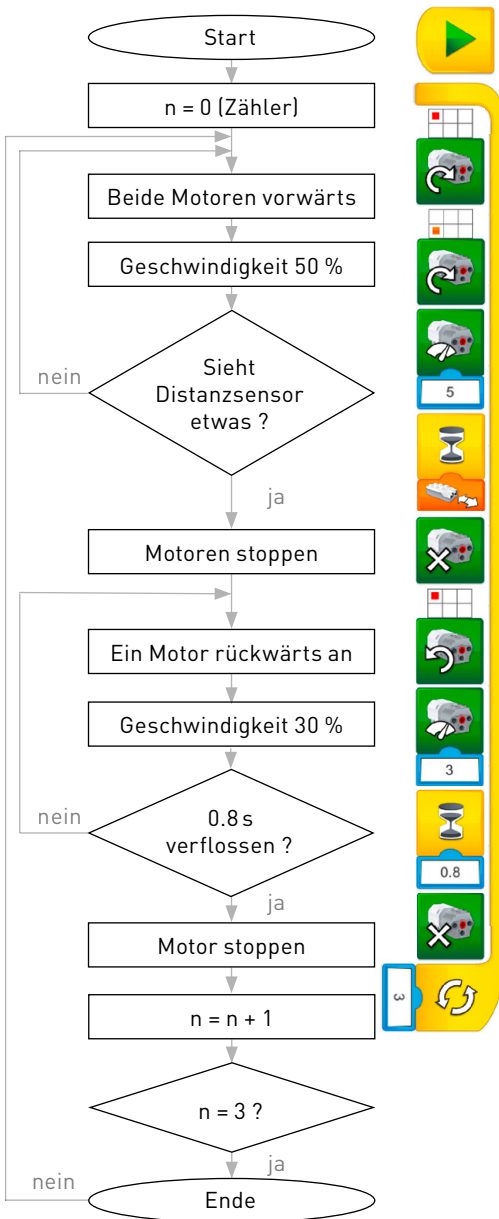 Start
n = 0 (Zähler)
Beide Motoren vorwärts
Geschwindigkeit 50 %
nein
Sieht
Distanzsensor
etwas ?
ja
Motoren stoppen
Ein Motor rückwärts an
Geschwindigkeit 30 %
nein
0.8 s
verflossen ?
ja
Motor stoppen
n = n + 1
n = 3 ?
nein
ja
Ende
5
3
0.8
3